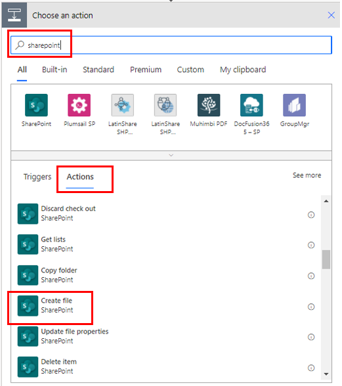 Choose an action
sharepoint
All Built-in Standard Premium Custom My clipboard
SharePoint Plumsail SP LatinShare SHP... LatinShare SHP... Muhimbi PDF DocFusion36 5 – SP GroupMgr
Triggers Actions See more
Discard check out
SharePoint
Get lists
SharePoint
Copy folder
SharePoint
Create file
SharePoint
Update file properties
SharePoint
Delete item
SharePoint